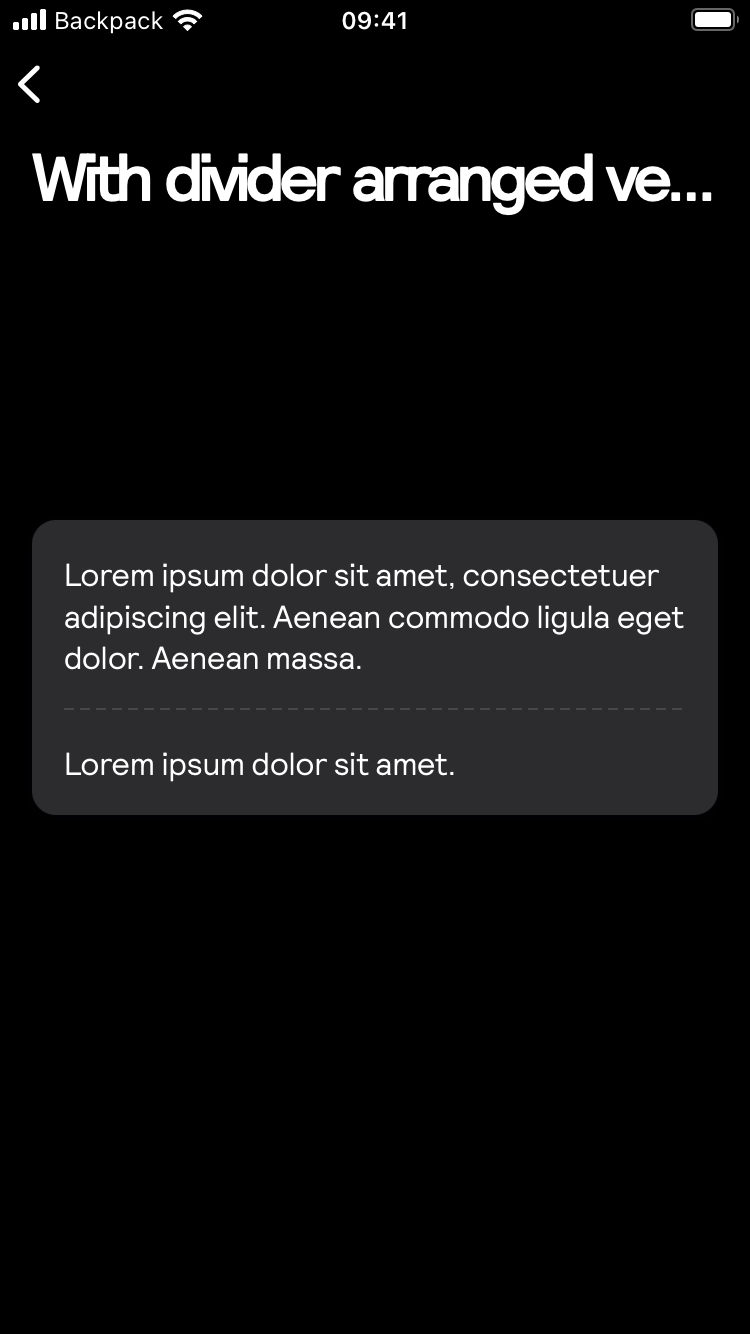 Backpack
09:41
With divider arranged ve...
Lorem ipsum dolor sit amet, consectetuer
adipiscing elit. Aenean commodo ligula eget
dolor. Aenean massa.
Lorem ipsum dolor sit amet.